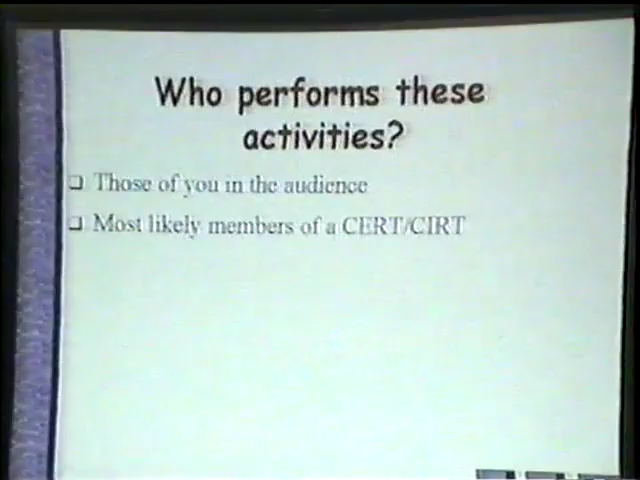 Who performs these
activities?
Those of you in the audience
Most likely members of a CERT/CIRT